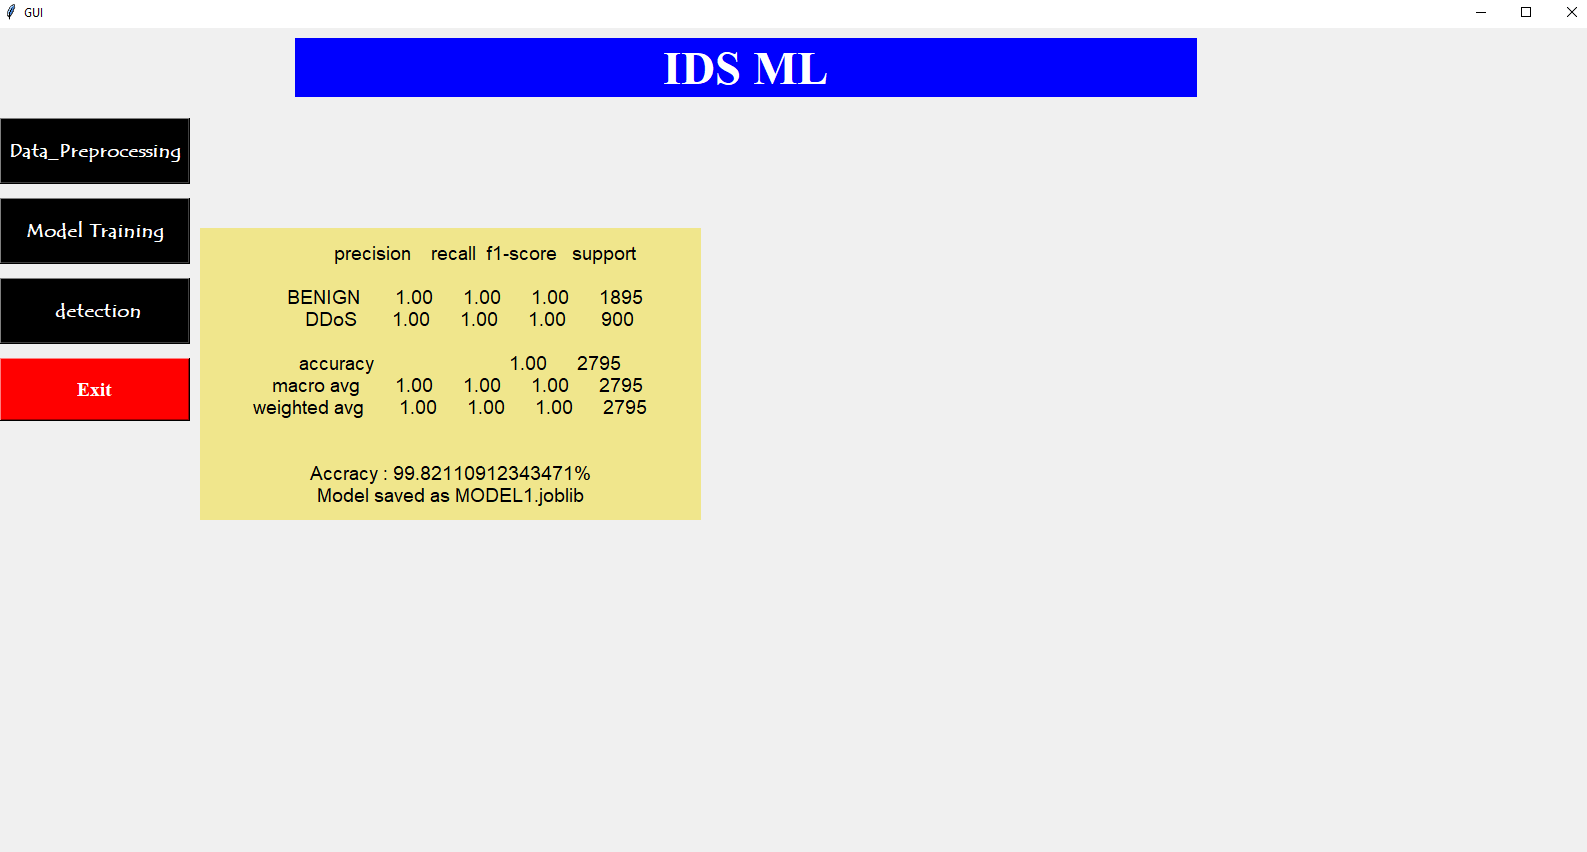 GUI
IDS ML
Data_Preprocessing
Model Training
detection
Exit
precision recall f1-score support
BENIGN 1.00 1.00 1.00 1895
DDoS 1.00 1.00 1.00 900
accuracy 1.00 2795
macro avg 1.00 1.00 1.00 2795
weighted avg 1.00 1.00 1.00 2795
Accracy : 99.82110912343471%
Model saved as MODEL1.joblib